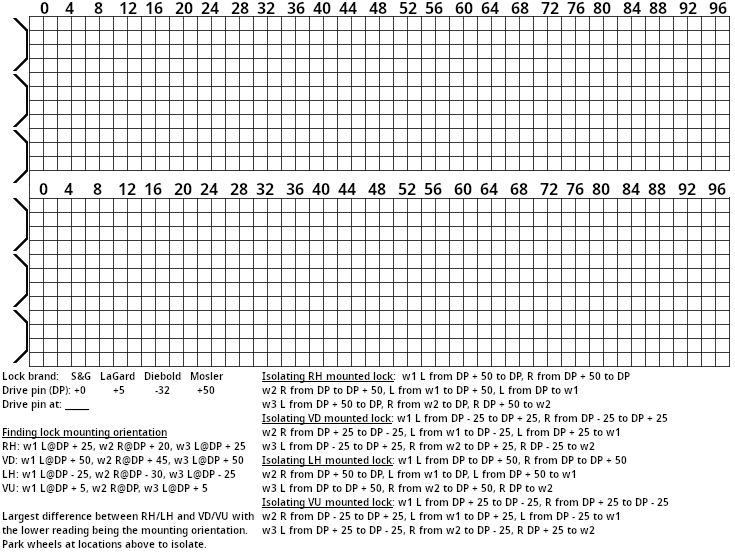 0 4 8 12 16 20 24 28 32 36 40 44 48 52 56 60 64 68 72 76 80 84 88 92 96
0 4 8 12 16 20 24 28 32 36 40 44 48 52 56 60 64 68 72 76 80 84 88 92 96
Lock brand: S&G LaGard Diebold Mosler
Drive pin (DP): +0 +5 -32 +50
Drive pin at: _____
Finding lock mounting orientation
RH: w1 L@DP + 25, w2 R@DP + 20, w3 L@DP + 25
VD: w1 L@DP + 50, w2 R@DP + 45, w3 L@DP + 50
LH: w1 L@DP - 25, w2 R@DP - 30, w3 L@DP - 25
VU: w1 L@DP + 5, w2 R@DP, w3 L@DP + 5
Largest difference between RH/LH and VD/VU with
the lower reading being the mounting orientation.
Park wheels at locations above to isolate.
Isolating RH mounted lock: w1 L from DP + 50 to DP, R from DP + 50 to DP
w2 R from DP to DP + 50, L from w1 to DP + 50, L from DP to w1
w3 L from DP + 50 to DP, R from w2 to DP, R DP + 50 to w2
Isolating VD mounted lock: w1 L from DP - 25 to DP + 25, R from DP - 25 to DP + 25
w2 R from DP + 25 to DP - 25, L from w1 to DP - 25, L from DP + 25 to w1
w3 L from DP - 25 to DP + 25, R from w2 to DP + 25, R DP - 25 to w2
Isolating LH mounted lock: w1 L from DP to DP + 50, R from DP to DP + 50
w2 R from DP + 50 to DP, L from w1 to DP, L from DP + 50 to w1
w3 L from DP to DP + 50, R from w2 to DP + 50, R DP to w2
Isolating VU mounted lock: w1 L from DP + 25 to DP - 25, R from DP + 25 to DP - 25
w2 R from DP - 25 to DP + 25, L from w1 to DP + 25, L from DP - 25 to w1
w3 L from DP + 25 to DP - 25, R from w2 to DP - 25, R DP + 25 to w2